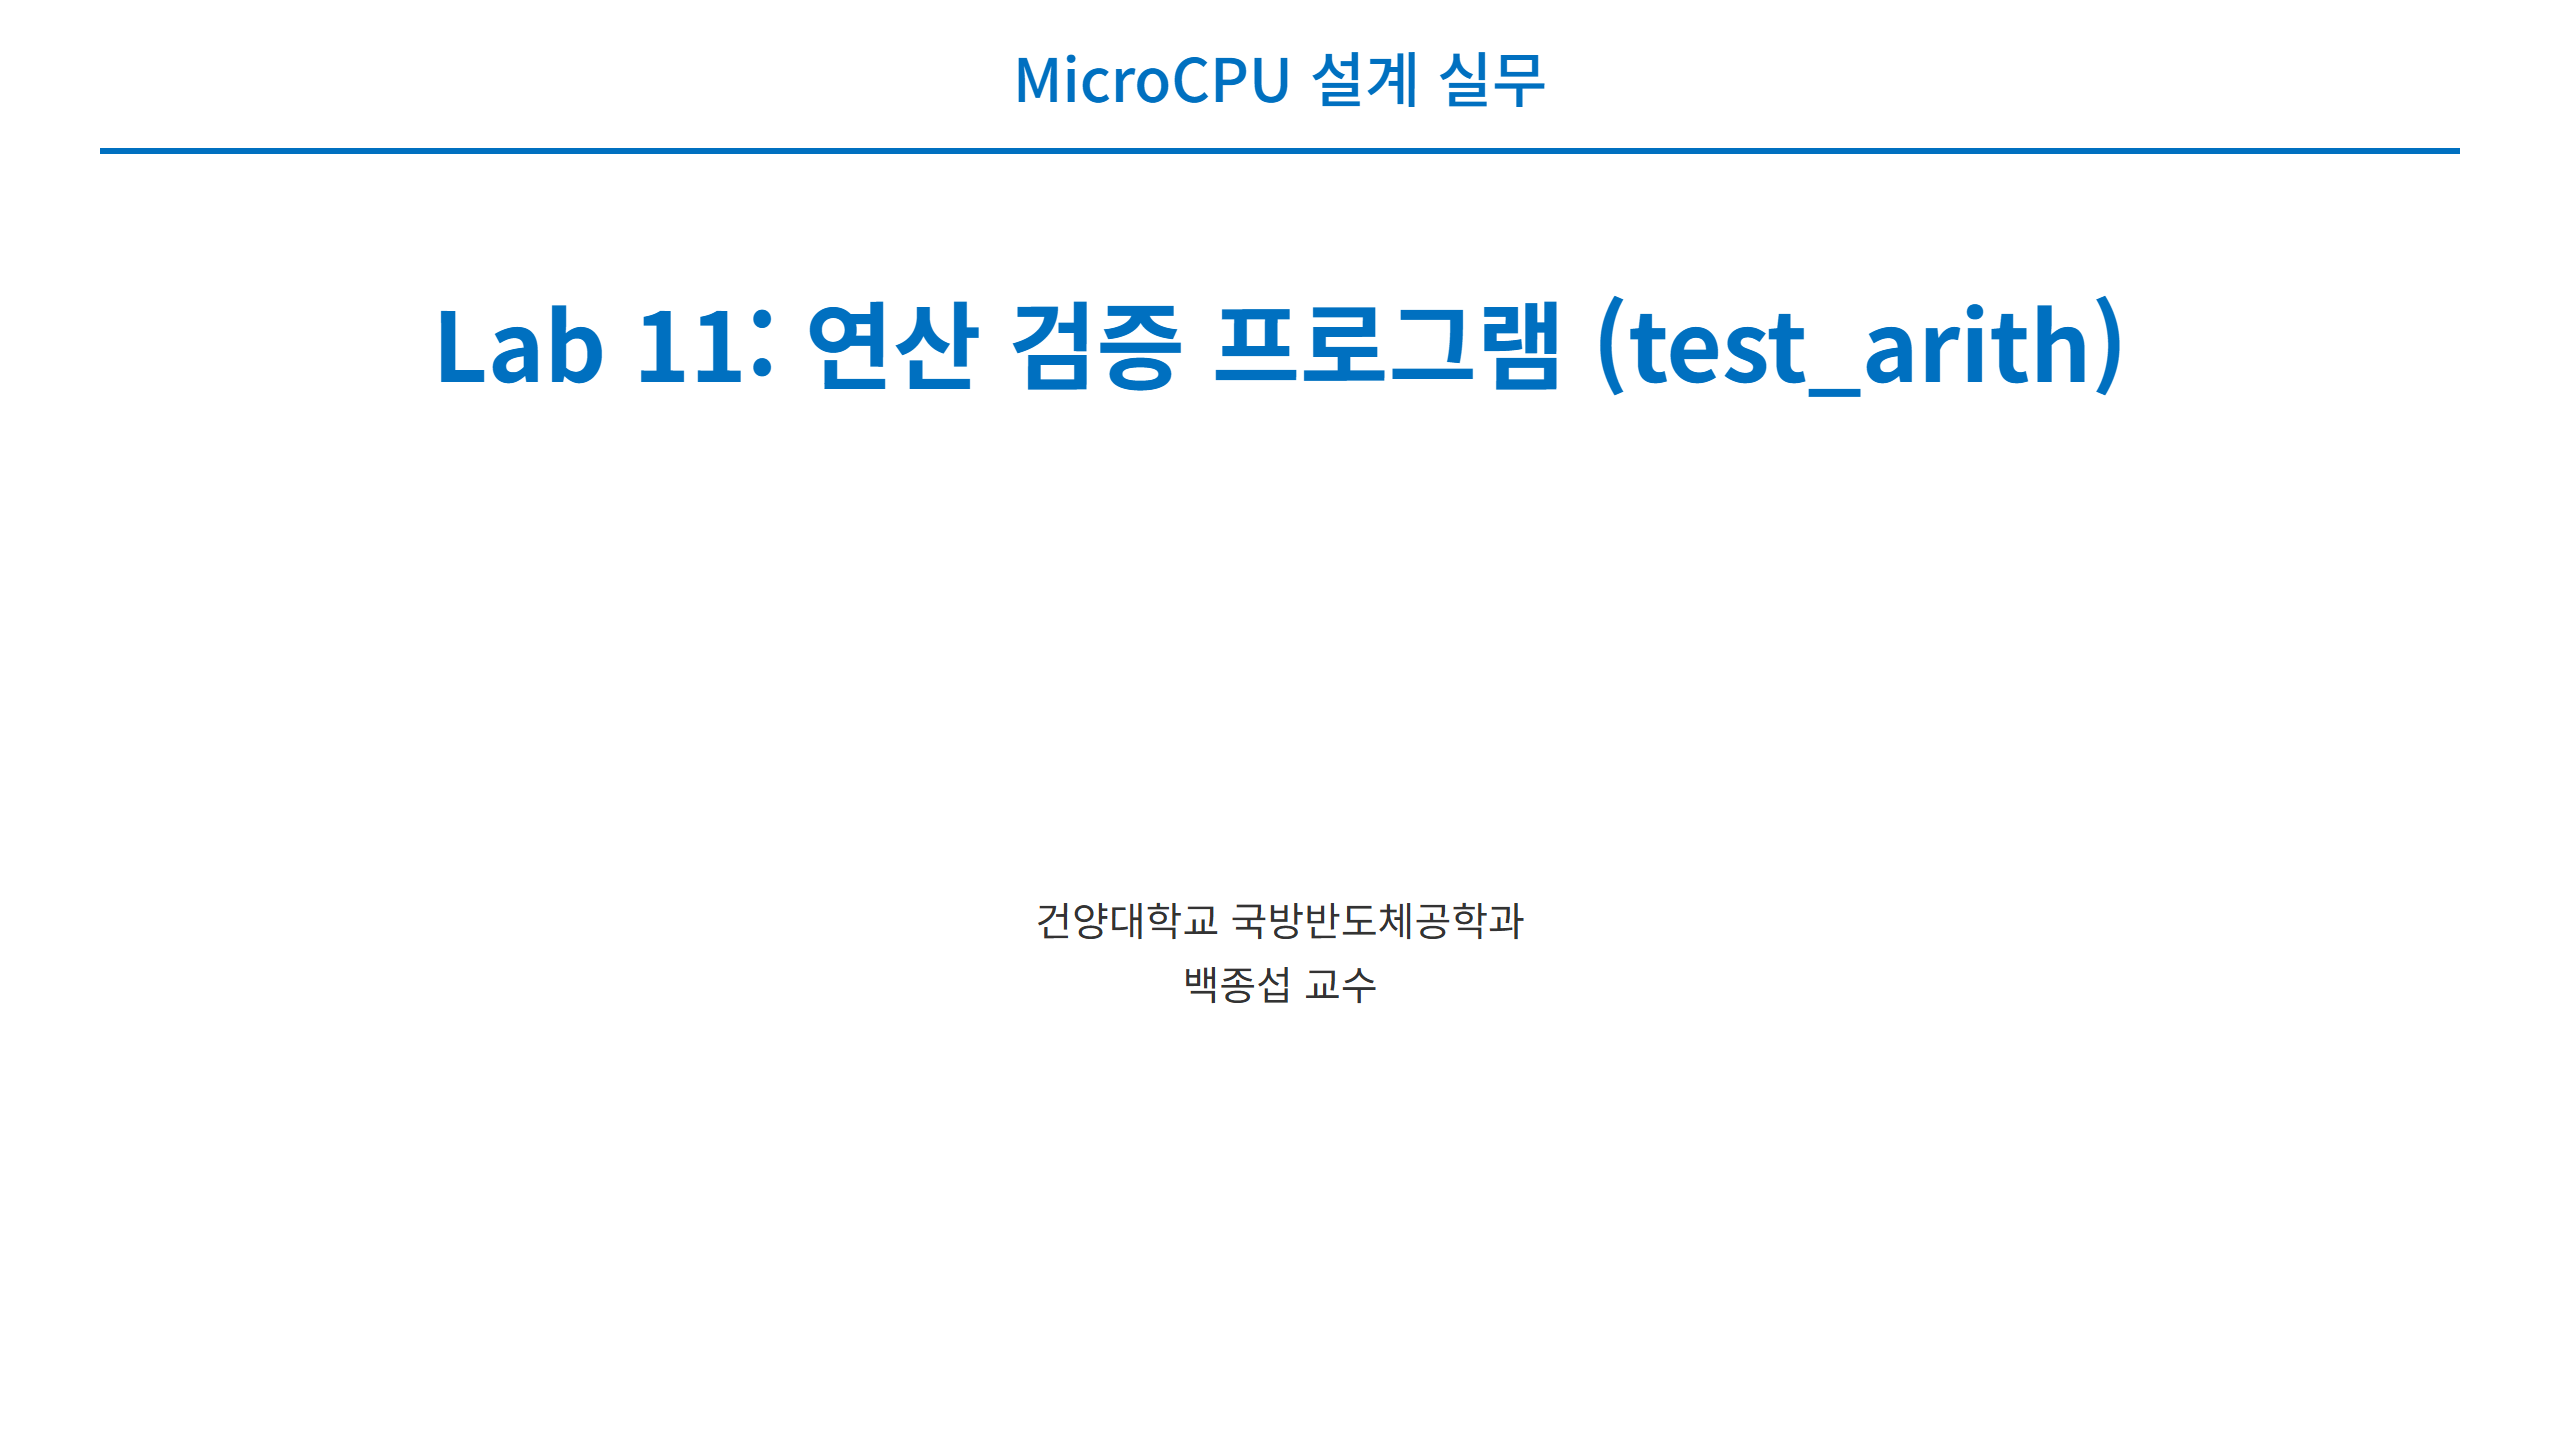 MicroCPU 설계 실무
Lab 11: 연산 검증 프로그램 (test_arith)
건양대학교 국방반도체공학과
백종섭 교수